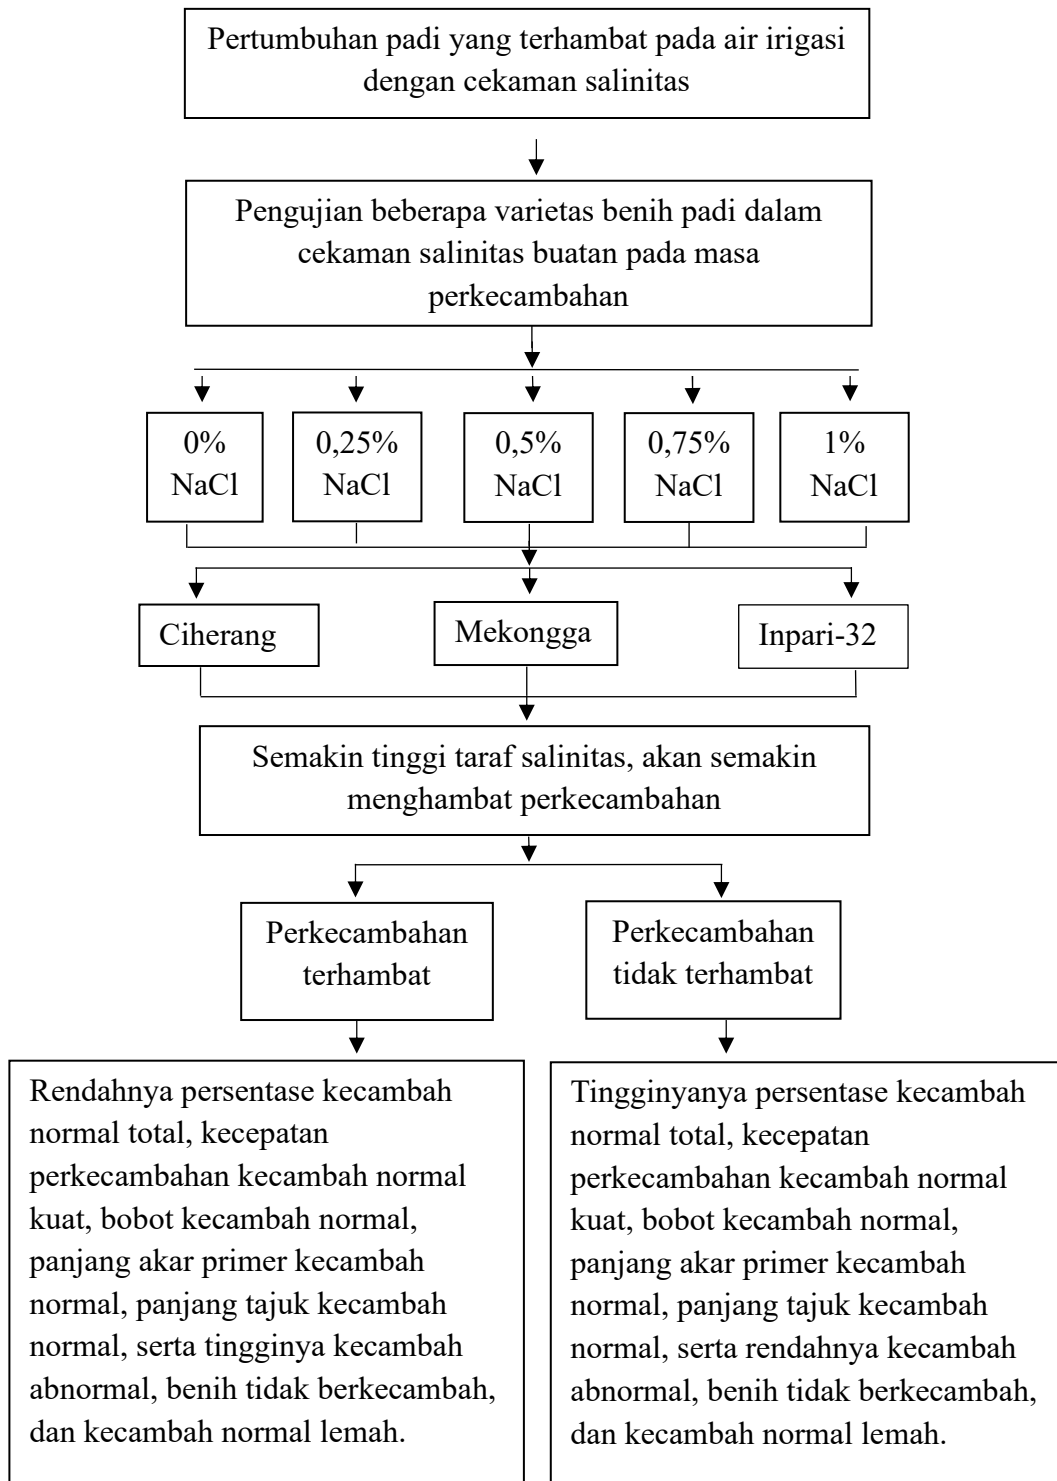 Pertumbuhan padi yang terhambat pada air irigasi
dengan cekaman salinitas
Pengujian beberapa varietas benih padi dalam
cekaman salinitas buatan pada masa
perkecambahan
0%
NaCl
0,25%
NaCl
0,5%
NaCl
0,75%
NaCl
1%
NaCl
Ciherang
Mekongga
Inpari-32
Semakin tinggi taraf salinitas, akan semakin
menghambat perkecambahan
Perkecambahan
terhambat
Perkecambahan
tidak terhambat
Rendahnya persentase kecambah
normal total, kecepatan
perkecambahan kecambah normal
kuat, bobot kecambah normal,
panjang akar primer kecambah
normal, panjang tajuk kecambah
normal, serta tingginya kecambah
abnormal, benih tidak berkecambah,
dan kecambah normal lemah.
Tingginyanya persentase kecambah
normal total, kecepatan
perkecambahan kecambah normal
kuat, bobot kecambah normal,
panjang akar primer kecambah
normal, panjang tajuk kecambah
normal, serta rendahnya kecambah
abnormal, benih tidak berkecambah,
dan kecambah normal lemah.